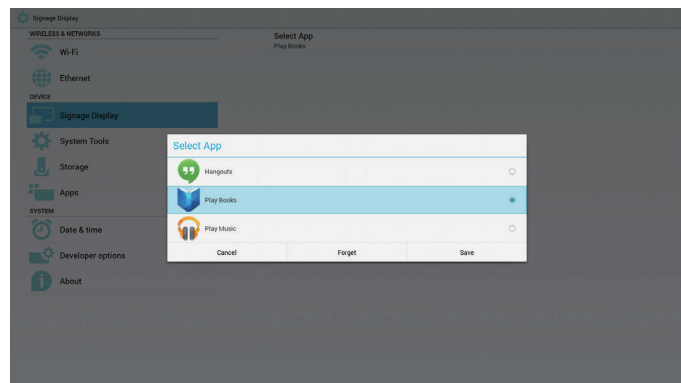 Signage Display
WIRELESS & NETWORKS
Wi-Fi
Ethernet
DEVICE
Signage Display
System Tools
Storage
Apps
SYSTEM
Date & time
Developer options
About
Select App
Play Books
Select App
Hangouts
Play Books
Play Music
Cancel Forget Save